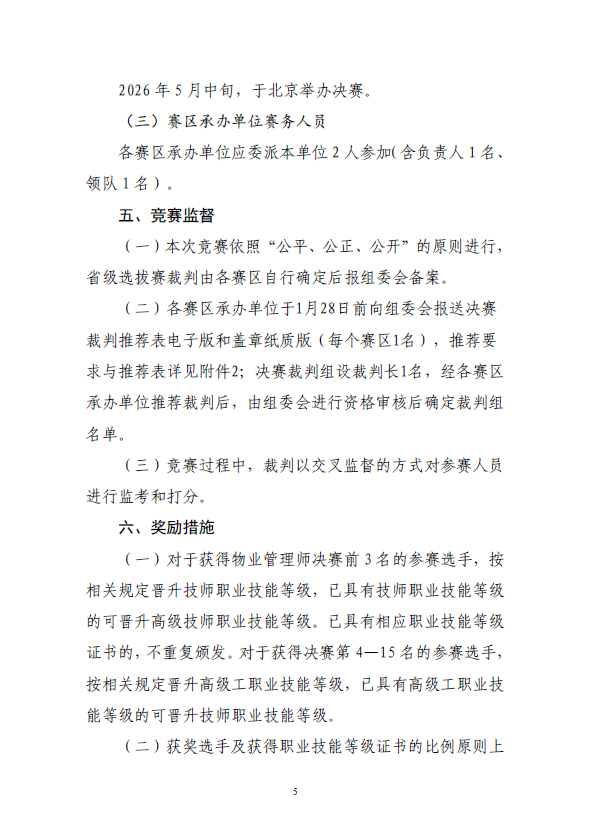 2026 年 5 月中旬，于北京举办决赛。
（三）赛区承办单位赛务人员
各赛区承办单位应委派本单位 2 人参加（含负责人 1 名、
领队 1 名）。
五、竞赛监督
（一）本次竞赛依照“公平、公正、公开”的原则进行，
省级选拔赛裁判由各赛区自行确定后报组委会备案。
（二）各赛区承办单位于1月28日前向组委会报送决赛
裁判推荐表电子版和盖章纸质版（每个赛区1名），推荐要
求与推荐表详见附件2；决赛裁判组设裁判长1名，经各赛区
承办单位推荐裁判后，由组委会进行资格审核后确定裁判组
名单。
（三）竞赛过程中，裁判以交叉监督的方式对参赛人员
进行监考和打分。
六、奖励措施
（一）对于获得物业管理师决赛前 3 名的参赛选手，按
相关规定晋升技师职业技能等级，已具有技师职业技能等级
的可晋升高级技师职业技能等级。已具有相应职业技能等级
证书的，不重复颁发。对于获得决赛第 4—15 名的参赛选手，
按相关规定晋升高级工职业技能等级，已具有高级工职业技
能等级的可晋升技师职业技能等级。
（二）获奖选手及获得职业技能等级证书的比例原则上
5